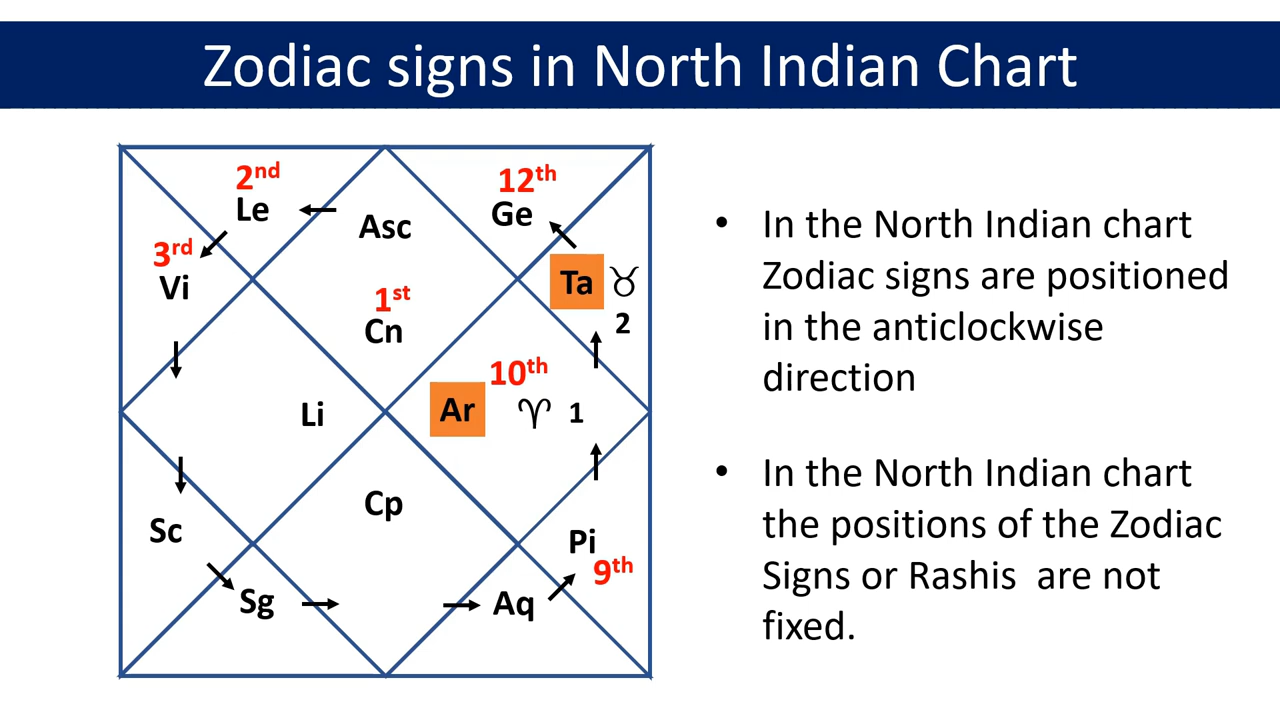 Zodiac signs in North Indian Chart
2nd
Le
3rd
Vi
Asc
1st
Cn
12th
Ge
Ta ♉
2
10th
Ar ♈ 1
Li
Cp
Sc
Sg
Aq
Pi
9th
• In the North Indian chart
Zodiac signs are positioned
in the anticlockwise
direction
• In the North Indian chart
the positions of the Zodiac
Signs or Rashis are not
fixed.